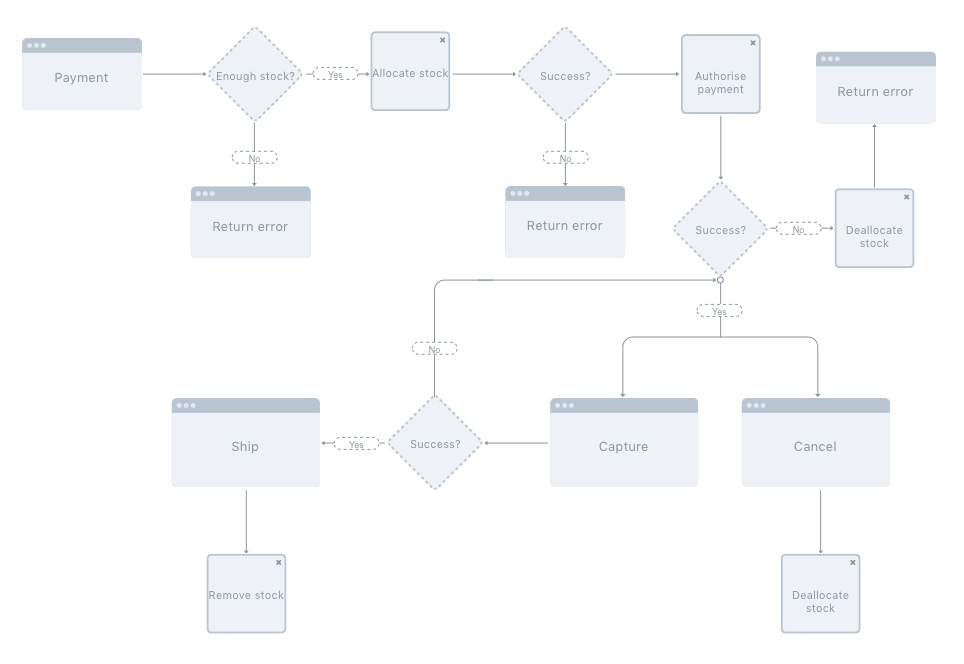 Payment
Enough stock?
Yes
Allocate stock
Success?
Authorise
payment
Return error
No
No
Return error
Return error
Success?
No
Deallocate
stock
Yes
No
Ship
Yes
Success?
Capture
Cancel
Remove stock
Deallocate
stock